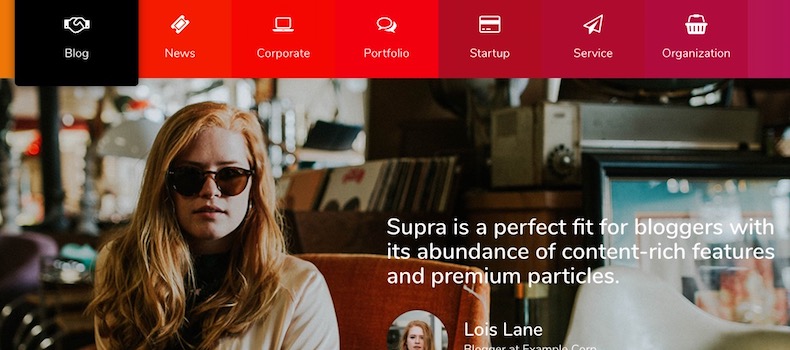 Blog
News
Corporate
Portfolio
Startup
Service
Organization
Supra is a perfect fit for bloggers with
its abundance of content-rich features
and premium particles.
Lois Lane
Blogger at Example Corp